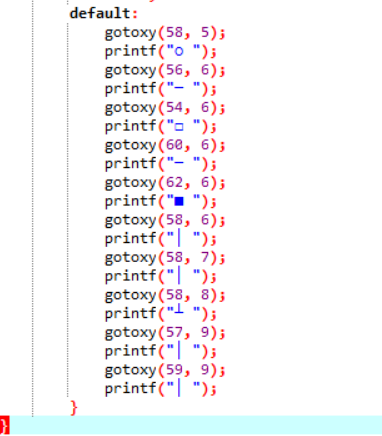 default:
gotoxy(58, 5);
printf("○ ");
gotoxy(56, 6);
printf("─ ");
gotoxy(54, 6);
printf("□ ");
gotoxy(60, 6);
printf("─ ");
gotoxy(62, 6);
printf("■ ");
gotoxy(58, 6);
printf("│ ");
gotoxy(58, 7);
printf("│ ");
gotoxy(58, 8);
printf("┴ ");
gotoxy(57, 9);
printf("│ ");
gotoxy(59, 9);
printf("│ ");
}
}